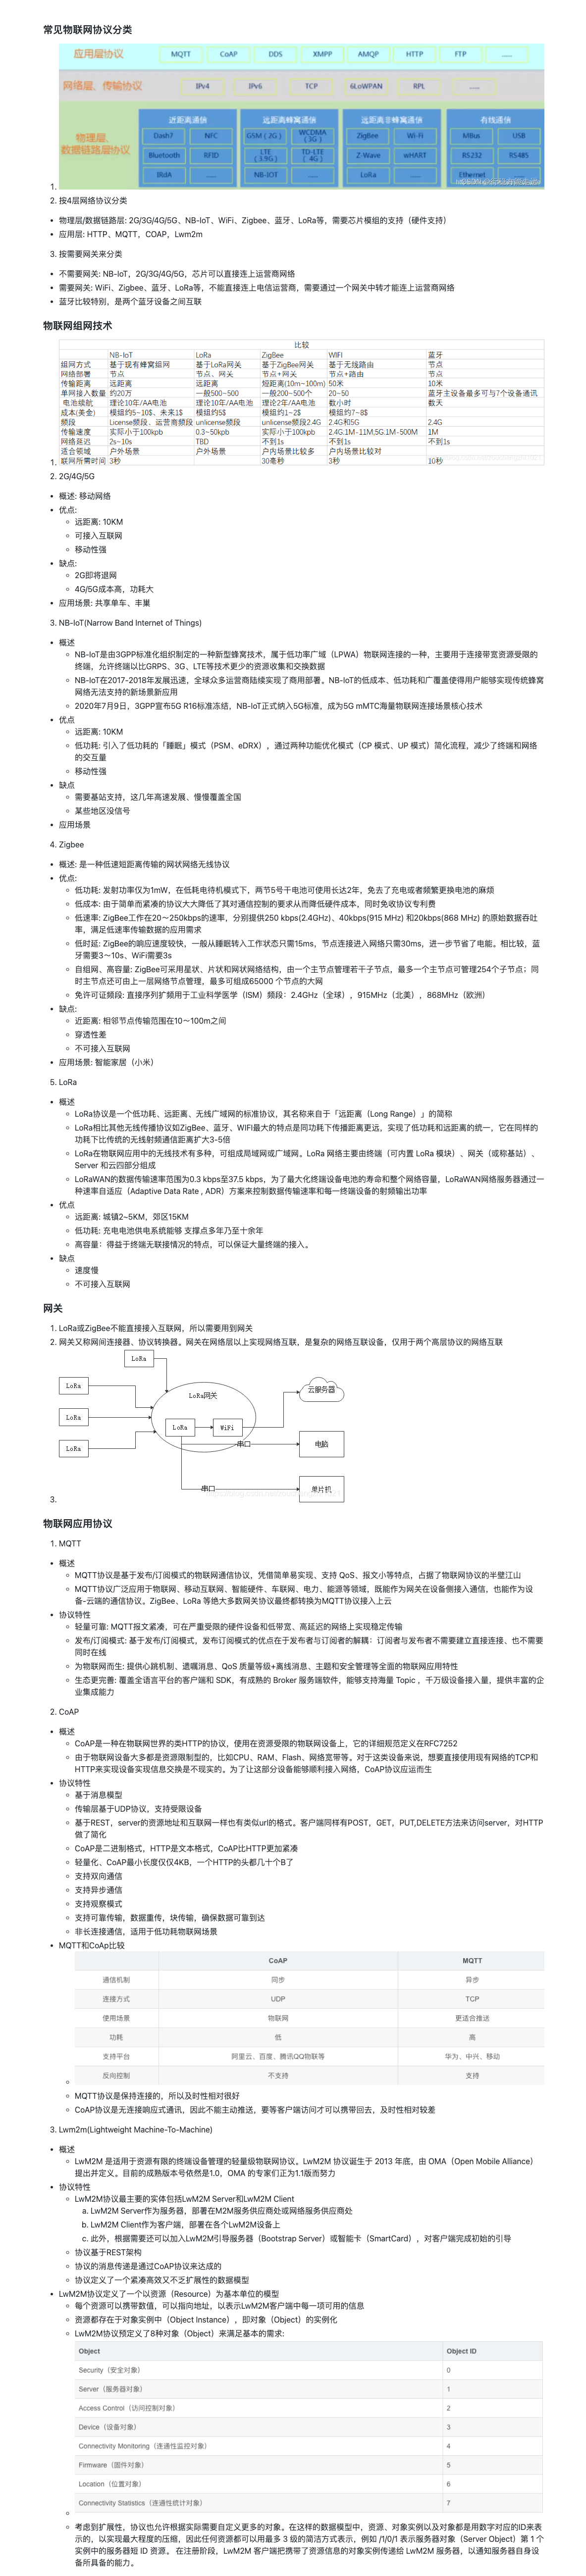 常见物联网协议分类
应用层协议 MQTT CoAP DDS XMPP AMQP HTTP FTP ......
网络层、传输协议 IPv4 IPv6 TCP 6LoWPAN RPL ......
近距离通信 远距离蜂窝通信 远距离非蜂窝通信 有线通信
物理层、
数据链路层协议
Dash7 NFC GSM（2G） WCDMA（3G） ZigBee Wi-Fi MBus USB
Bluetooth RFID LTE（3.9G） TD-LTE（4G） Z-Wave wHART RS232 RS485
IRdA ...... NB-IOT ...... LoRa ...... Ethernet ......
1.
2. 按4层网络协议分类
• 物理层/数据链路层: 2G/3G/4G/5G、NB-IoT、WiFi、Zigbee、蓝牙、LoRa等，需要芯片模组的支持（硬件支持）
• 应用层: HTTP、MQTT、COAP，Lwm2m
3. 按需要网关来分类
• 不需要网关: NB-IoT，2G/3G/4G/5G，芯片可以直接连上运营商网络
• 需要网关: WiFi、Zigbee、蓝牙、LoRa等，不能直接连上电信运营商，需要通过一个网关中转才能连上运营商网络
• 蓝牙比较特别，是两个蓝牙设备之间互联
物联网组网技术
比较
NB-IoT LoRa ZigBee WIFI 蓝牙
组网方式 基于现有蜂窝组网 基于LoRa网关 基于ZigBee网关 基于无线路由 节点
网络部署 节点 节点、网关 节点+网关 节点+路由 节点
传输距离 远距离 远距离 短距离(10m~100m) 50米 10米
单网接入数量 约20万 一般500~500 一般200~500个 20~50 蓝牙主设备最多可与7个设备通讯
电池续航 理论10年/AA电池 理论10年/AA电池 理论2年/AA电池 数小时 数天
成本(美金) 模组约5~10$、未来1$ 模组约5$ 模组约1~2$ 模组约7~8$
频段 License频段、运营商频段 unlicense频段 unlicense频段2.4G 2.4G和5G 2.4G
传输速度 实际小于100kpb 0.3~50kpb 实际小于100kpb 2.4G:1M-11M,5G:1M-500M 1M
网络延迟 2s~10s TBD 不到1s 不到1s 不到1s
适合领域 户外场景 户外场景 户内场景比较多 户内场景比较对
联网所需时间 3秒 30毫秒 3秒 10秒
1.
2. 2G/4G/5G
• 概述: 移动网络
• 优点:
◦ 远距离: 10KM
◦ 可接入互联网
◦ 移动性强
• 缺点:
◦ 2G即将退网
◦ 4G/5G成本高，功耗大
• 应用场景: 共享单车、丰巢
3. NB-IoT(Narrow Band Internet of Things)
• 概述
◦ NB-IoT是由3GPP标准化组织制定的一种新型蜂窝技术，属于低功率广域（LPWA）物联网连接的一种，主要用于连接带宽资源受限的
终端，允许终端以比GRPS、3G、LTE等技术更少的资源收集和交换数据
◦ NB-IoT在2017-2018年发展迅速，全球众多运营商陆续实现了商用部署。NB-IoT的低成本、低功耗和广覆盖使得用户能够实现传统蜂窝
网络无法支持的新场景新应用
◦ 2020年7月9日，3GPP宣布5G R16标准冻结，NB-IoT正式纳入5G标准，成为5G mMTC海量物联网连接场景核心技术
• 优点
◦ 远距离: 10KM
◦ 低功耗: 引入了低功耗的「睡眠」模式（PSM、eDRX），通过两种功能优化模式（CP 模式、UP 模式）简化流程，减少了终端和网络
的交互量
◦ 移动性强
• 缺点
◦ 需要基站支持，这几年高速发展、慢慢覆盖全国
◦ 某些地区没信号
• 应用场景
4. Zigbee
• 概述: 是一种低速短距离传输的网状网络无线协议
• 优点:
◦ 低功耗: 发射功率仅为1mW，在低耗电待机模式下，两节5号干电池可使用长达2年，免去了充电或者频繁更换电池的麻烦
◦ 低成本: 由于简单而紧凑的协议大大降低了其对通信控制的要求从而降低硬件成本，同时免收协议专利费
◦ 低速率: ZigBee工作在20～250kbps的速率，分别提供250 kbps(2.4GHz)、40kbps(915 MHz) 和20kbps(868 MHz) 的原始数据吞吐
率，满足低速率传输数据的应用需求
◦ 低时延: ZigBee的响应速度较快，一般从睡眠转入工作状态只需15ms，节点连接进入网络只需30ms，进一步节省了电能。相比较，蓝
牙需要3～10s、WiFi需要3s
◦ 自组网、高容量: ZigBee可采用星状、片状和网状网络结构，由一个主节点管理若干子节点，最多一个主节点可管理254个子节点；同
时主节点还可由上一层网络节点管理，最多可组成65000 个节点的大网
◦ 免许可证频段: 直接序列扩频用于工业科学医学（ISM）频段：2.4GHz（全球），915MHz（北美），868MHz（欧洲）
• 缺点:
◦ 近距离: 相邻节点传输范围在10～100m之间
◦ 穿透性差
◦ 不可接入互联网
• 应用场景: 智能家居（小米）
5. LoRa
• 概述
◦ LoRa协议是一个低功耗、远距离、无线广域网的标准协议，其名称来自于「远距离（Long Range）」的简称
◦ LoRa相比其他无线传播协议如ZigBee、蓝牙、WIFI最大的特点是同功耗下传播距离更远，实现了低功耗和远距离的统一，它在同样的
功耗下比传统的无线射频通信距离扩大3-5倍
◦ LoRa在物联网应用中的无线技术有多种，可组成局域网或广域网。LoRa 网络主要由终端（可内置 LoRa 模块）、网关（或称基站）、
Server 和云四部分组成
◦ LoRaWAN的数据传输速率范围为0.3 kbps至37.5 kbps，为了最大化终端设备电池的寿命和整个网络容量，LoRaWAN网络服务器通过一
种速率自适应（Adaptive Data Rate , ADR）方案来控制数据传输速率和每一终端设备的射频输出功率
• 优点
◦ 远距离: 城镇2~5KM，郊区15KM
◦ 低功耗: 充电电池供电系统能够 支撑点多年乃至十余年
◦ 高容量：得益于终端无联接情况的特点，可以保证大量终端的接入。
• 缺点
◦ 速度慢
◦ 不可接入互联网
网关
1. LoRa或ZigBee不能直接接入互联网，所以需要用到网关
2. 网关又称网间连接器、协议转换器。网关在网络层以上实现网络互联，是复杂的网络互联设备，仅用于两个高层协议的网络互联
LoRa
LoRa LoRa网关 云服务器
LoRa LoRa WiFi
LoRa 串口 电脑
串口 单片机
3.
物联网应用协议
1. MQTT
• 概述
◦ MQTT协议是基于发布/订阅模式的物联网通信协议，凭借简单易实现、支持 QoS、报文小等特点，占据了物联网协议的半壁江山
◦ MQTT协议广泛应用于物联网、移动互联网、智能硬件、车联网、电力、能源等领域，既能作为网关在设备侧接入通信，也能作为设
备-云端的通信协议。ZigBee、LoRa 等绝大多数网关协议最终都转换为MQTT协议接入上云
• 协议特性
◦ 轻量可靠: MQTT报文紧凑，可在严重受限的硬件设备和低带宽、高延迟的网络上实现稳定传输
◦ 发布/订阅模式: 基于发布/订阅模式，发布订阅模式的优点在于发布者与订阅者的解耦：订阅者与发布者不需要建立直接连接、也不需要
同时在线
◦ 为物联网而生: 提供心跳机制、遗嘱消息、QoS 质量等级+离线消息、主题和安全管理等全面的物联网应用特性
◦ 生态更完善: 覆盖全语言平台的客户端和 SDK，有成熟的 Broker 服务端软件，能够支持海量 Topic ，千万级设备接入量，提供丰富的企
业集成能力
2. CoAP
• 概述
◦ CoAP是一种在物联网世界的类HTTP的协议，使用在资源受限的物联网设备上，它的详细规范定义在RFC7252
◦ 由于物联网设备大多都是资源限制型的，比如CPU、RAM、Flash、网络宽带等。对于这类设备来说，想要直接使用现有网络的TCP和
HTTP来实现设备实现信息交换是不现实的。为了让这部分设备能够顺利接入网络，CoAP协议应运而生
• 协议特性
◦ 基于消息模型
◦ 传输层基于UDP协议，支持受限设备
◦ 基于REST，server的资源地址和互联网一样也有类似url的格式。客户端同样有POST，GET，PUT,DELETE方法来访问server，对HTTP
做了简化
◦ CoAP是二进制格式，HTTP是文本格式，CoAP比HTTP更加紧凑
◦ 轻量化、CoAP最小长度仅仅4KB，一个HTTP的头都几十个B了
◦ 支持双向通信
◦ 支持异步通信
◦ 支持观察模式
◦ 支持可靠传输，数据重传，块传输，确保数据可靠到达
◦ 非长连接通信，适用于低功耗物联网场景
• MQTT和CoAp比较
CoAP MQTT
通信机制 同步 异步
连接方式 UDP TCP
使用场景 物联网 更适合推送
功耗 低 高
支持平台 阿里云、百度、腾讯QQ物联等 华为、中兴、移动
反向控制 不支持 支持
◦ MQTT协议是保持连接的，所以及时性相对很好
◦ CoAP协议是无连接响应式通讯，因此不能主动推送，要等客户端访问才可以携带回去，及时性相对较差
3. Lwm2m(Lightweight Machine-To-Machine)
• 概述
◦ LwM2M 是适用于资源有限的终端设备管理的轻量级物联网协议。LwM2M 协议诞生于 2013 年底，由 OMA（Open Mobile Alliance）
提出并定义。目前的成熟版本号依然是1.0，OMA 的专家们正为1.1版而努力
• 协议特性
◦ LwM2M协议最主要的实体包括LwM2M Server和LwM2M Client
a. LwM2M Server作为服务器，部署在M2M服务供应商处或网络服务供应商处
b. LwM2M Client作为客户端，部署在各个LwM2M设备上
c. 此外，根据需要还可以加入LwM2M引导服务器（Bootstrap Server）或智能卡（SmartCard），对客户端完成初始的引导
◦ 协议基于REST架构
◦ 协议的消息传递是通过CoAP协议来达成的
◦ 协议定义了一个紧凑高效又不乏扩展性的数据模型
• LwM2M协议定义了一个以资源（Resource）为基本单位的模型
◦ 每个资源可以携带数值，可以指向地址，以表示LwM2M客户端中每一项可用的信息
◦ 资源都存在于对象实例中（Object Instance），即对象（Object）的实例化
◦ LwM2M协议预定义了8种对象（Object）来满足基本的需求:
Object Object ID
Security（安全对象） 0
Server（服务器对象） 1
Access Control（访问控制对象） 2
Device（设备对象） 3
Connectivity Monitoring（连通性监控对象） 4
Firmware（固件对象） 5
Location（位置对象） 6
Connectivity Statistics（连通性统计对象） 7
◦ 考虑到扩展性，协议也允许根据实际需要自定义更多的对象。在这样的数据模型中，资源、对象实例以及对象都是用数字对应的ID来表
示的，以实现最大程度的压缩，因此任何资源都可以用最多 3 级的简洁方式表示，例如 /1/0/1 表示服务器对象（Server Object）第 1 个
实例中的服务器短 ID 资源。 在注册阶段，LwM2M 客户端把携带了资源信息的对象实例传递给 LwM2M 服务器，以通知服务器自身设
备所具备的能力。